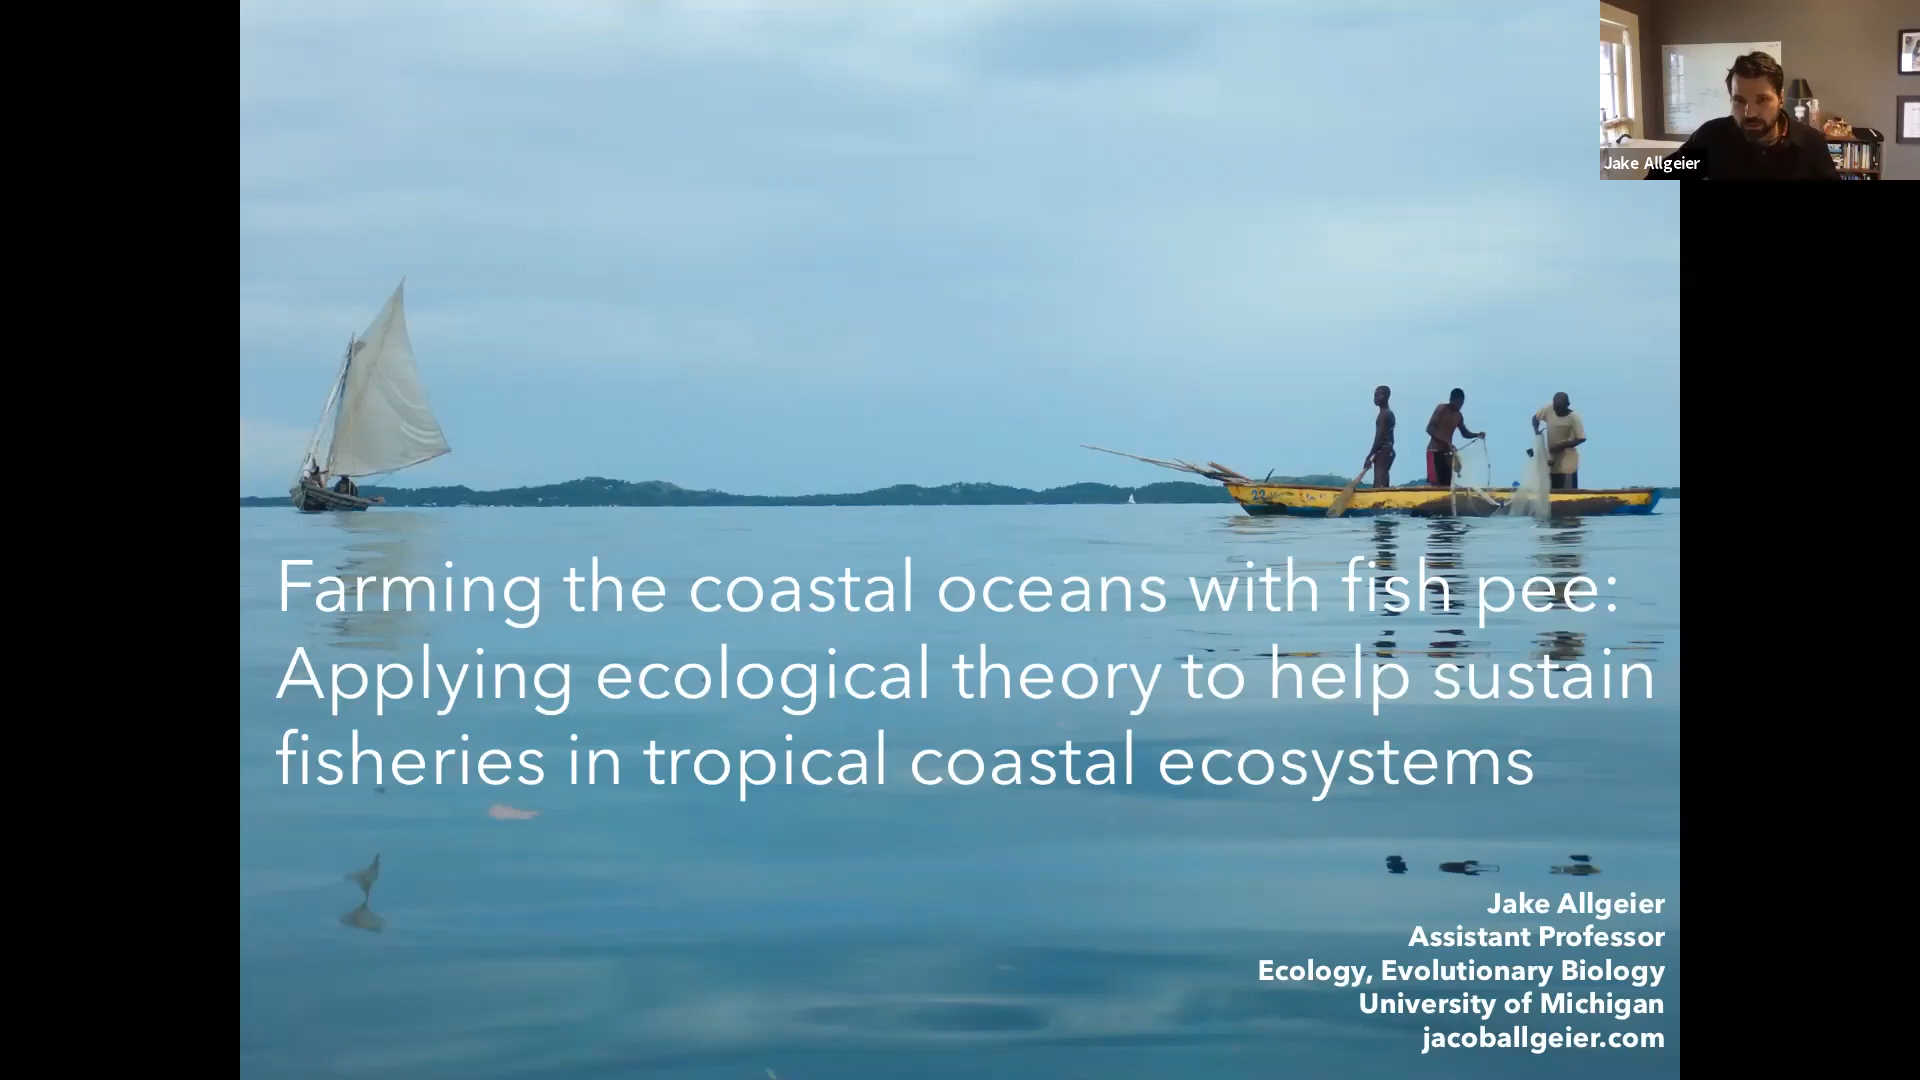 Jake Allgeier
22
Farming the coastal oceans with fish pee:
Applying ecological theory to help sustain
fisheries in tropical coastal ecosystems
Jake Allgeier
Assistant Professor
Ecology, Evolutionary Biology
University of Michigan
jacoballgeier.com